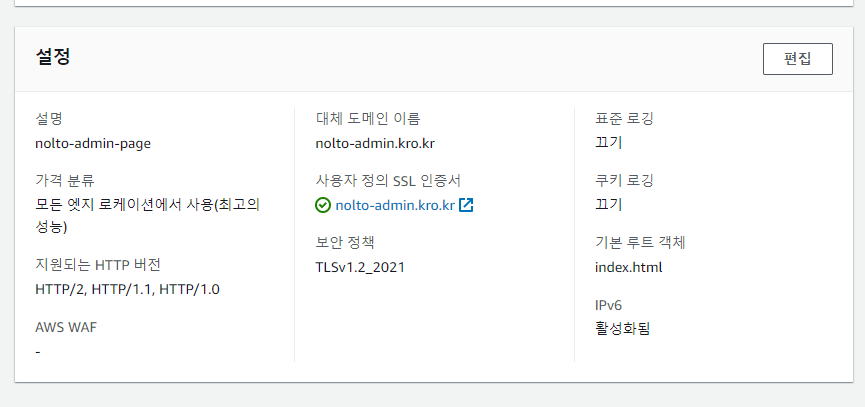 설정
편집
설명
nolto-admin-page
가격 분류
모든 엣지 로케이션에서 사용(최고의
성능)
지원되는 HTTP 버전
HTTP/2, HTTP/1.1, HTTP/1.0
AWS WAF
-
대체 도메인 이름
nolto-admin.kro.kr
사용자 정의 SSL 인증서
nolto-admin.kro.kr
보안 정책
TLSv1.2_2021
표준 로깅
끄기
쿠키 로깅
끄기
기본 루트 객체
index.html
IPv6
활성화됨